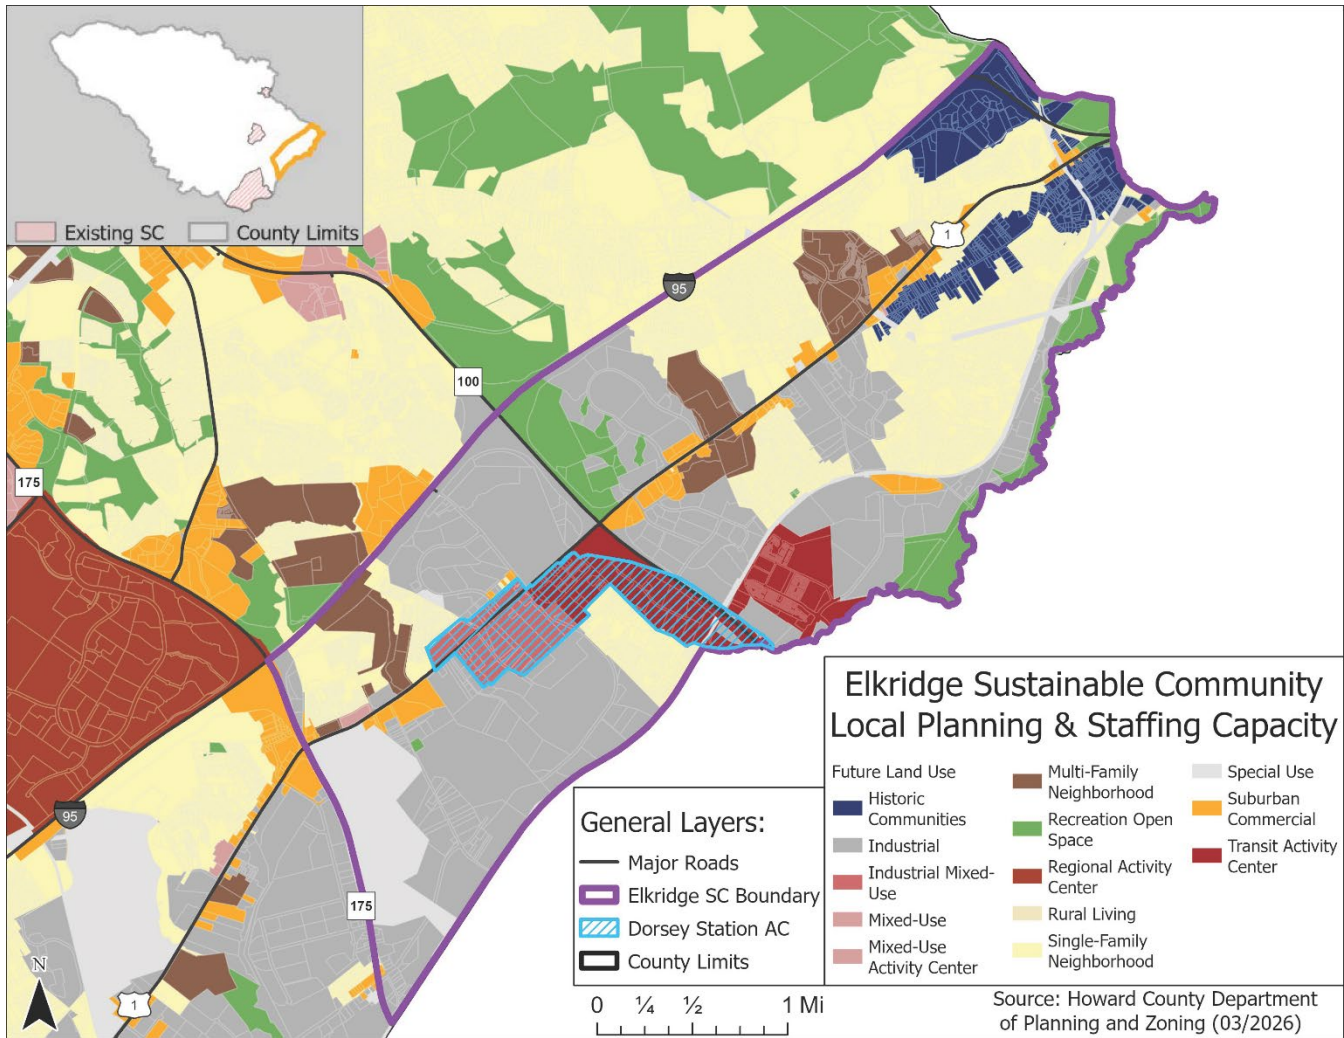 Existing SC
County Limits
95
1
100
175
95
175
1
N
Elkridge Sustainable Community
Local Planning & Staffing Capacity
Future Land Use
Historic
Communities
Industrial
Industrial Mixed-
Use
Mixed-Use
Mixed-Use
Activity Center
Multi-Family
Neighborhood
Recreation Open
Space
Regional Activity
Center
Rural Living
Single-Family
Neighborhood
Special Use
Suburban
Commercial
Transit Activity
Center
General Layers:
Major Roads
Elkridge SC Boundary
Dorsey Station AC
County Limits
0 ¼ ½ 1 Mi
Source: Howard County Department
of Planning and Zoning (03/2026)